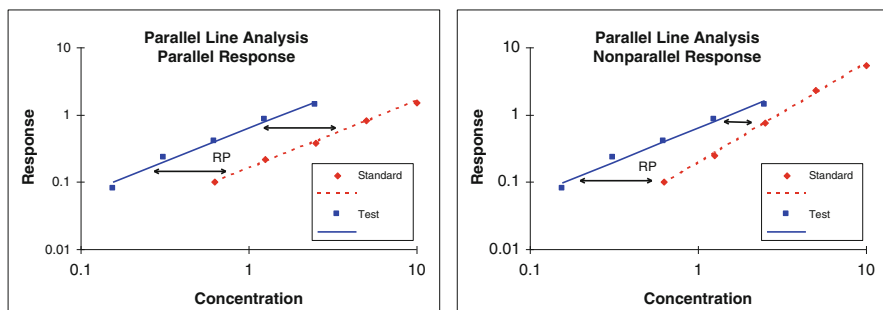 Parallel Line Analysis
Parallel Response
10
1
0.1
0.01
Response
RP
Standard
Test
0.1
1
10
Concentration
Parallel Line Analysis
Nonparallel Response
10
1
0.1
0.01
Response
RP
Standard
Test
0.1
1
10
Concentration